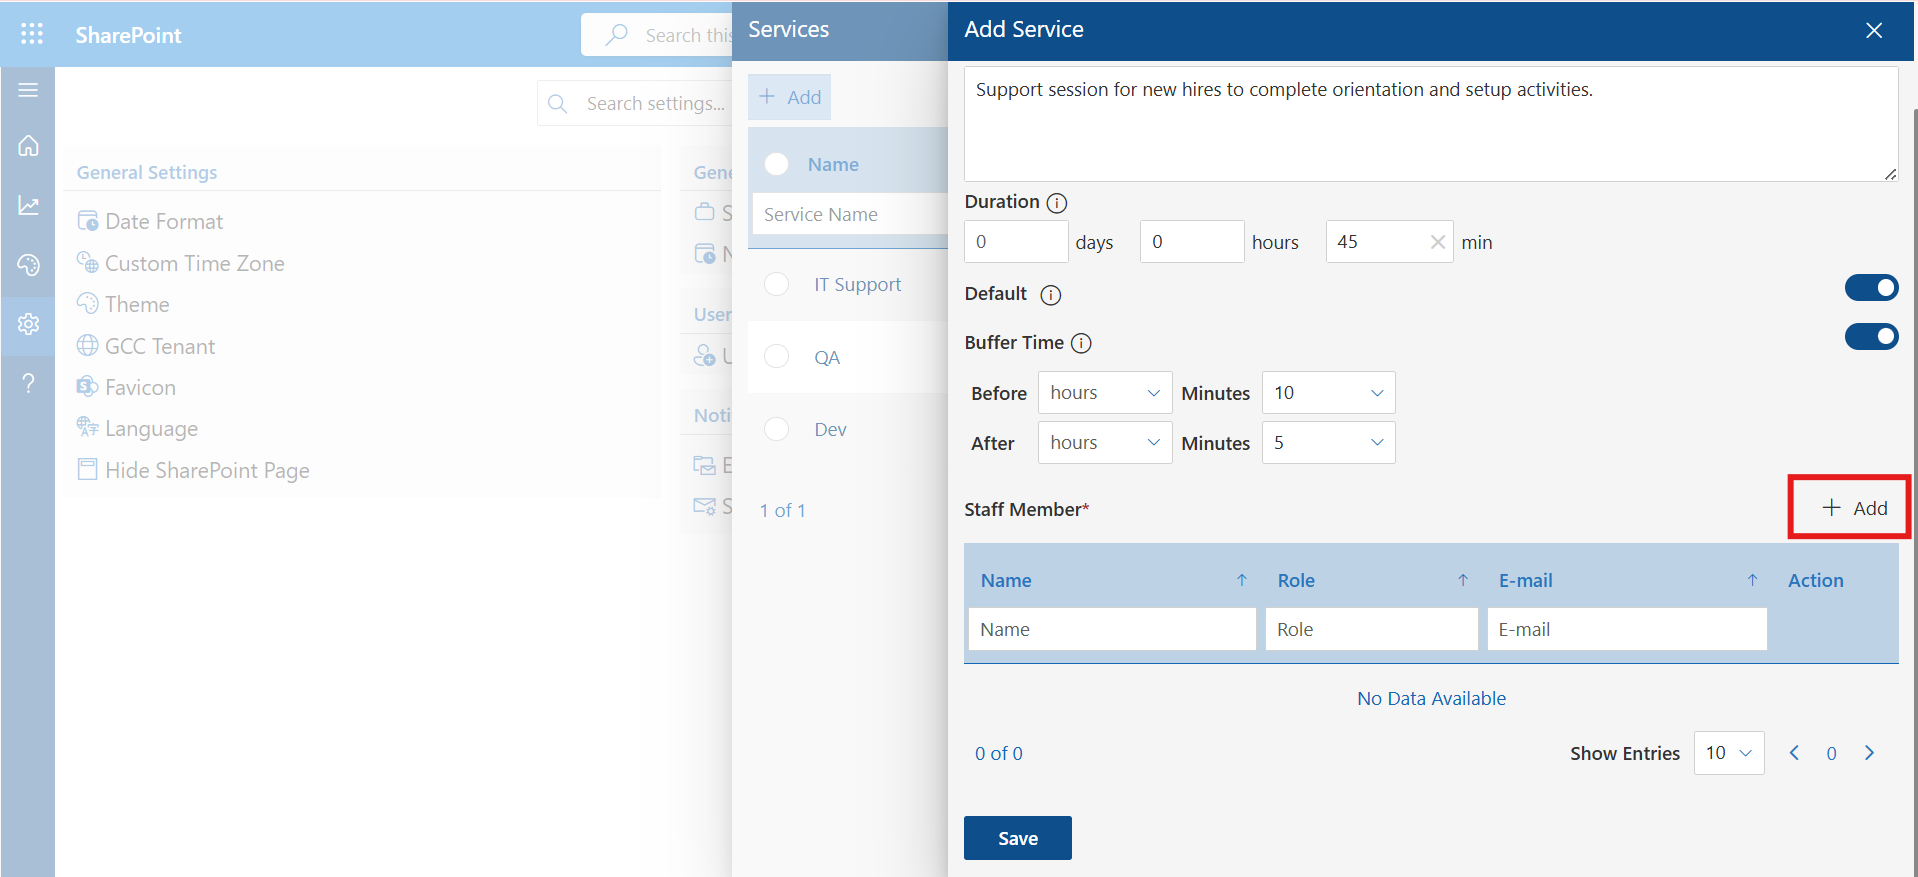 SharePoint
Search this
Search settings...
General Settings
Date Format
Custom Time Zone
Theme
GCC Tenant
Favicon
Language
Hide SharePoint Page
Services
+ Add
Name
Service Name
IT Support
QA
Dev
1 of 1
Add Service
Support session for new hires to complete orientation and setup activities.
Duration
0 days 0 hours 45 min
Default
Buffer Time
Before hours Minutes 10
After hours Minutes 5
Staff Member*
+ Add
Name Role E-mail Action
Name Role E-mail
No Data Available
0 of 0 Show Entries 10 < 0 >
Save